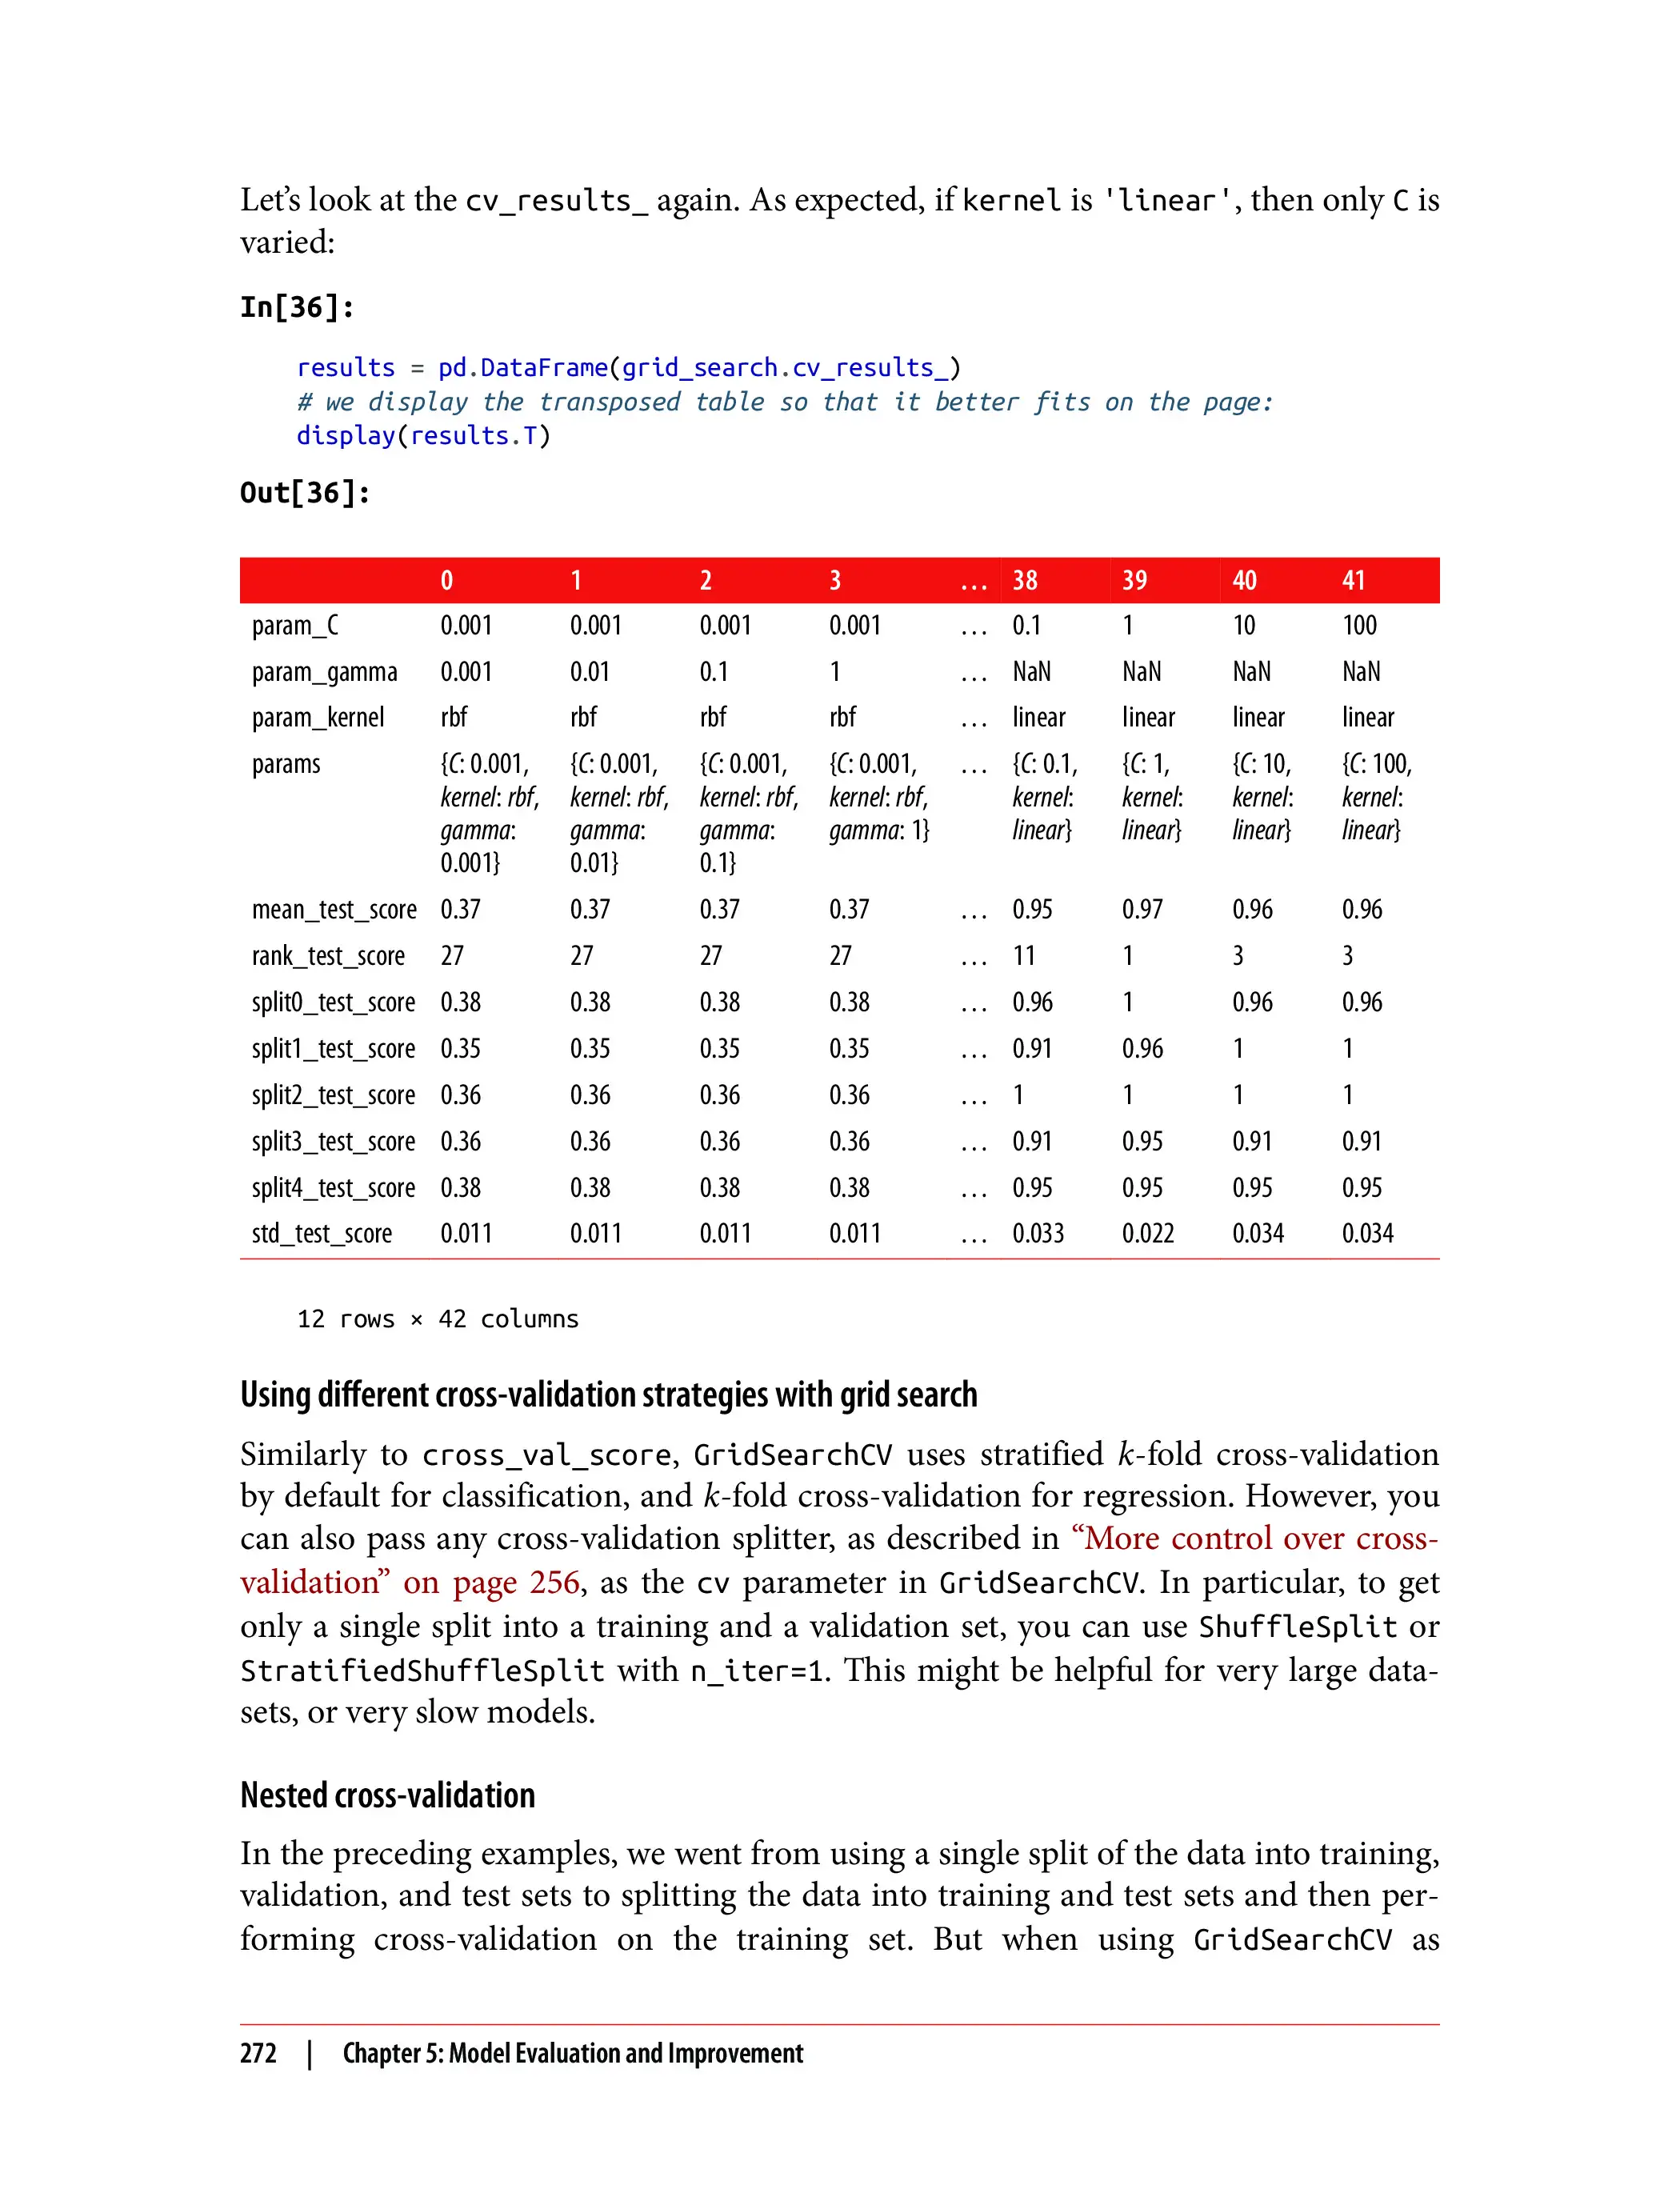 Let’s look at the cv_results_ again. As expected, if kernel is 'linear', then only C is
varied:
In[36]:
results = pd.DataFrame(grid_search.cv_results_)
# we display the transposed table so that it better fits on the page:
display(results.T)
Out[36]:
0 1 2 3 … 38 39 40 41
param_C 0.001 0.001 0.001 0.001 … 0.1 1 10 100
param_gamma 0.001 0.01 0.1 1 … NaN NaN NaN NaN
param_kernel rbf rbf rbf rbf … linear linear linear linear
params {C: 0.001, {C: 0.001, {C: 0.001, {C: 0.001, … {C: 0.1, {C: 1, {C: 10, {C: 100,
kernel: rbf, kernel: rbf, kernel: rbf, kernel: rbf, kernel: kernel: kernel: kernel:
gamma: gamma: gamma: gamma: 1} linear} linear} linear} linear}
0.001} 0.01} 0.1}
mean_test_score 0.37 0.37 0.37 0.37 … 0.95 0.97 0.96 0.96
rank_test_score 27 27 27 27 … 11 1 3 3
split0_test_score 0.38 0.38 0.38 0.38 … 0.96 1 0.96 0.96
split1_test_score 0.35 0.35 0.35 0.35 … 0.91 0.96 1 1
split2_test_score 0.36 0.36 0.36 0.36 … 1 1 1 1
split3_test_score 0.36 0.36 0.36 0.36 … 0.91 0.95 0.91 0.91
split4_test_score 0.38 0.38 0.38 0.38 … 0.95 0.95 0.95 0.95
std_test_score 0.011 0.011 0.011 0.011 … 0.033 0.022 0.034 0.034
12 rows × 42 columns
Using different cross-validation strategies with grid search
Similarly to cross_val_score, GridSearchCV uses stratified k-fold cross-validation
by default for classification, and k-fold cross-validation for regression. However, you
can also pass any cross-validation splitter, as described in “More control over cross-
validation” on page 256, as the cv parameter in GridSearchCV. In particular, to get
only a single split into a training and a validation set, you can use ShuffleSplit or
StratifiedShuffleSplit with n_iter=1. This might be helpful for very large data-
sets, or very slow models.
Nested cross-validation
In the preceding examples, we went from using a single split of the data into training,
validation, and test sets to splitting the data into training and test sets and then per-
forming cross-validation on the training set. But when using GridSearchCV as
272 | Chapter 5: Model Evaluation and Improvement